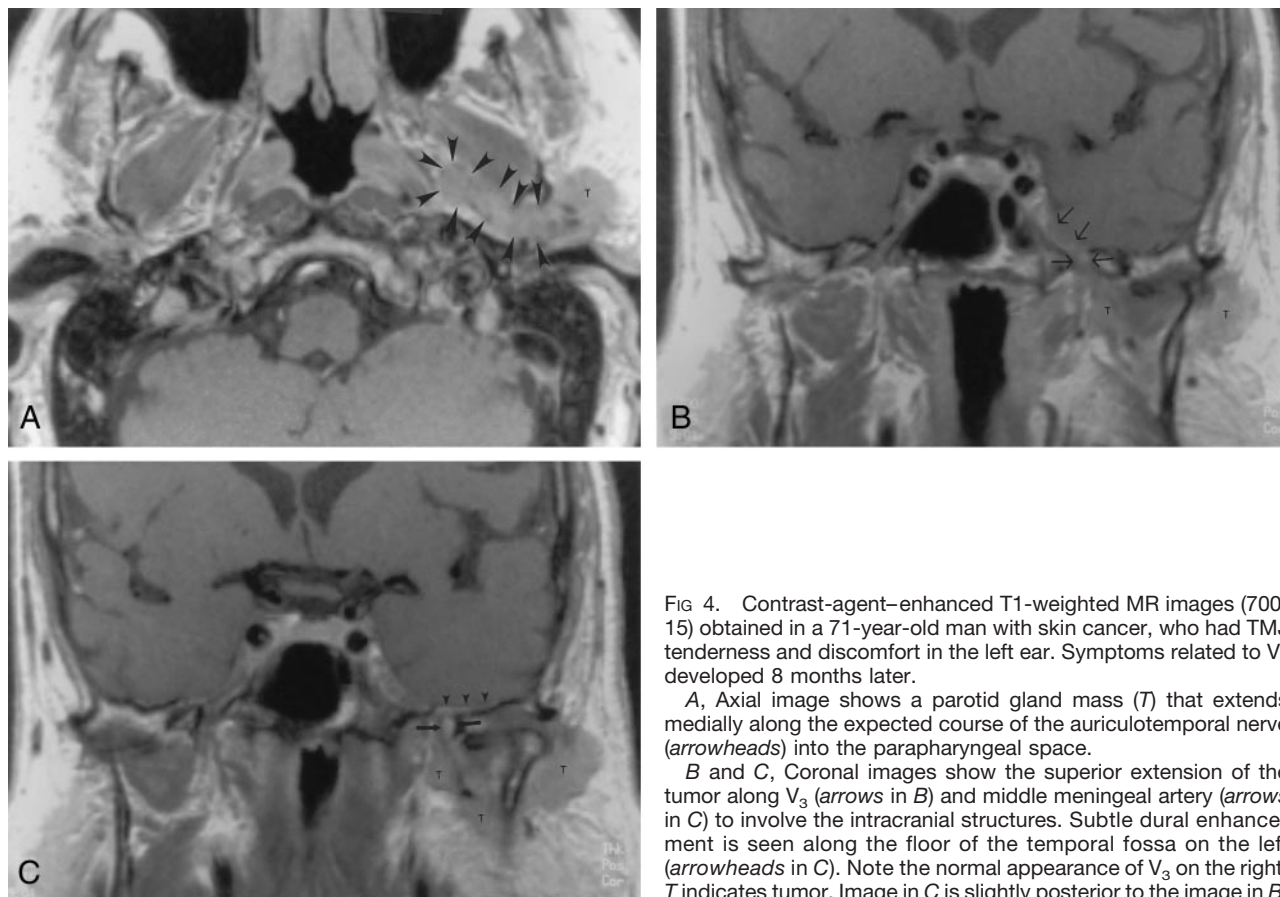 T
A
T
T
B
T
T
T
C
FIG 4. Contrast-agent–enhanced T1-weighted MR images (700
15) obtained in a 71-year-old man with skin cancer, who had TM
tenderness and discomfort in the left ear. Symptoms related to V
developed 8 months later.
A, Axial image shows a parotid gland mass (T) that extends
medially along the expected course of the auriculotemporal nerve
(arrowheads) into the parapharyngeal space.
B and C, Coronal images show the superior extension of the
tumor along V₃ (arrows in B) and middle meningeal artery (arrows
in C) to involve the intracranial structures. Subtle dural enhance
ment is seen along the floor of the temporal fossa on the left
(arrowheads in C). Note the normal appearance of V₃ on the right
T indicates tumor. Image in C is slightly posterior to the image in B